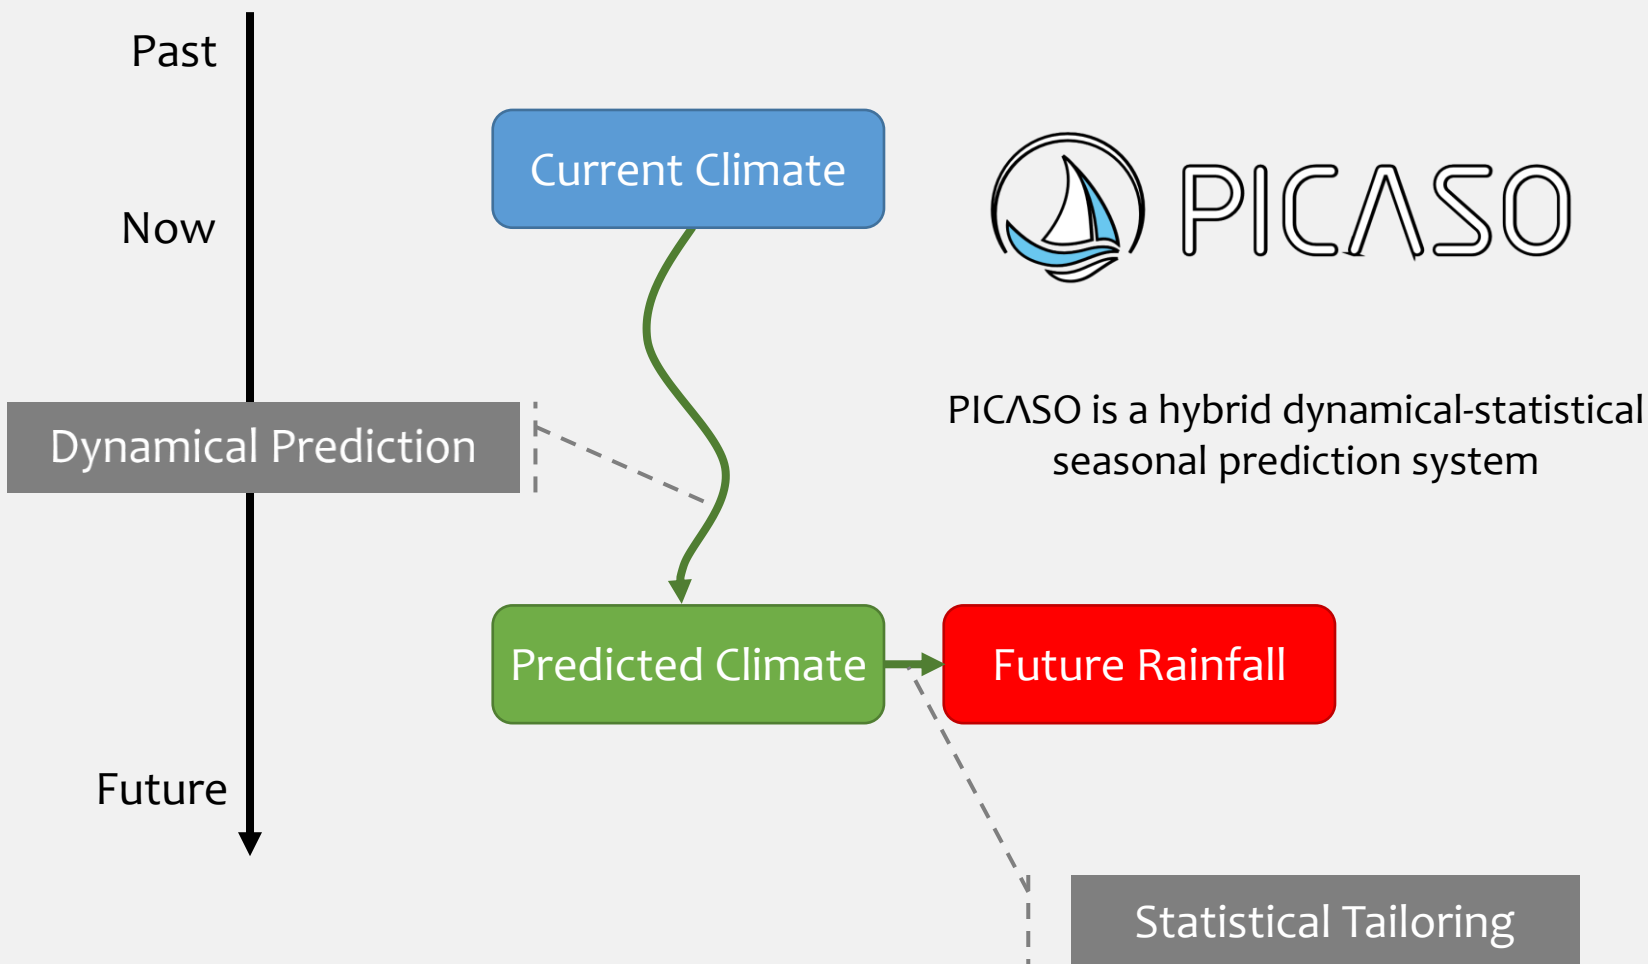 Past
Current Climate
PICΛSO
Now
PICΛSO is a hybrid dynamical-statistical
seasonal prediction system
Dynamical Prediction
Predicted Climate
Future Rainfall
Future
Statistical Tailoring